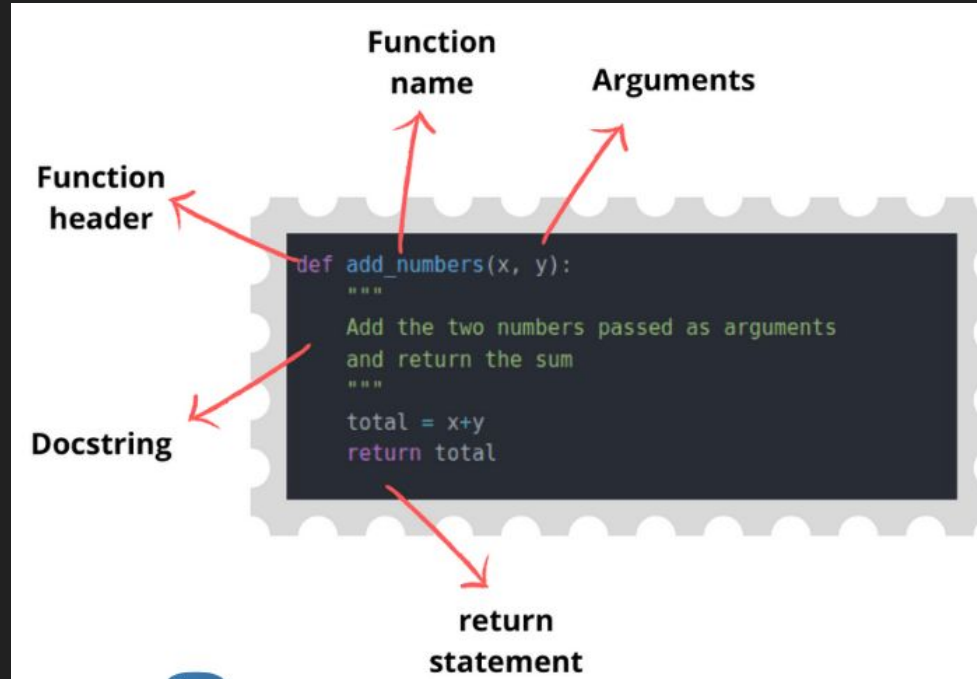 Function
name
Arguments
Function
header
def add_numbers(x, y):
"""
Add the two numbers passed as arguments
and return the sum
"""
Docstring
total = x+y
return total
return
statement